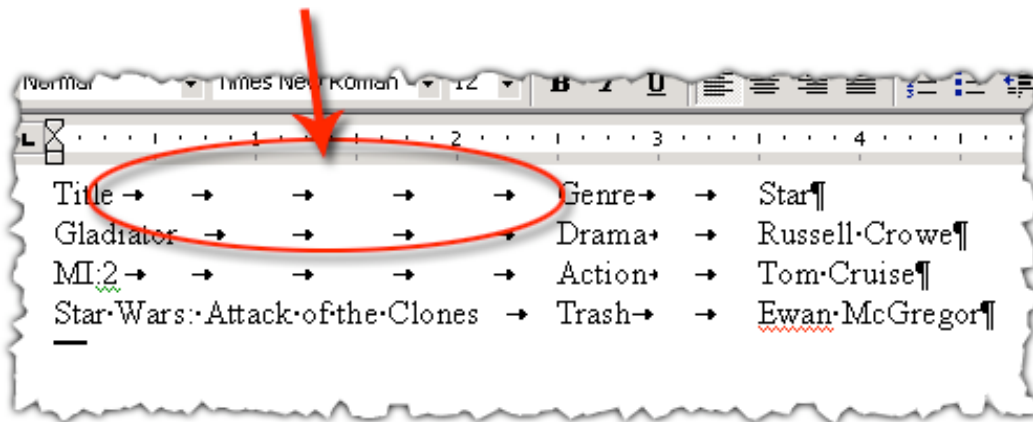 Normal Times New Roman 12 B I U
1 2 3 4
Title → → → → → Genre→ → Star¶
Gladiator → → → → Drama→ → Russell·Crowe¶
MI:2→ → → → → Action→ → Tom·Cruise¶
Star·Wars:·Attack·of·the·Clones → Trash→ → Ewan·McGregor¶